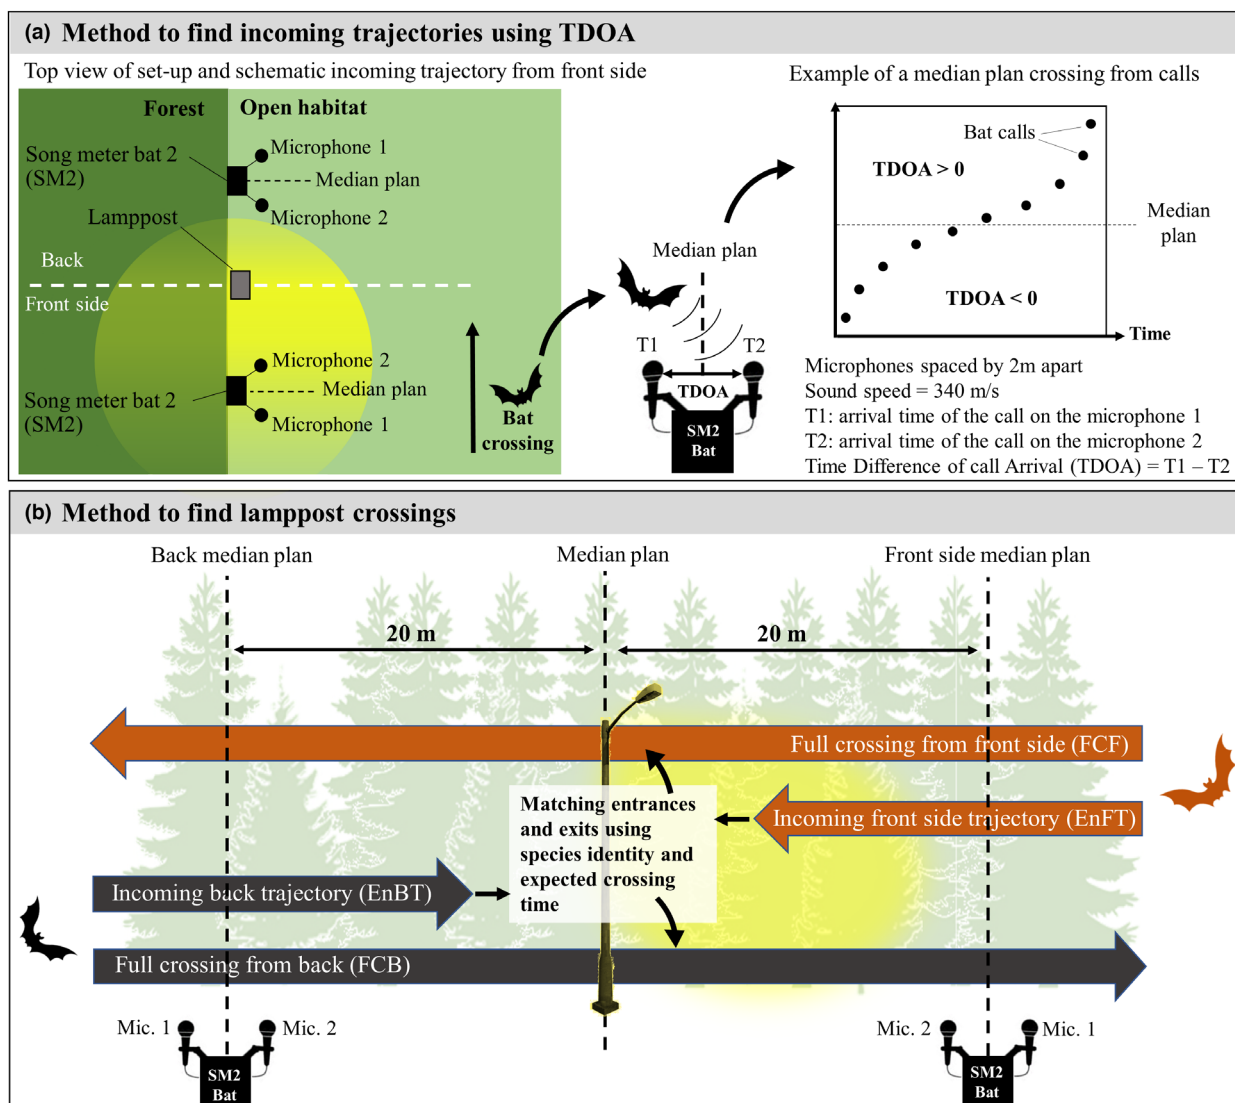 (a) Method to find incoming trajectories using TDOA
Top view of set-up and schematic incoming trajectory from front side
Forest
Open habitat
Song meter bat 2
(SM2)
Microphone 1
Median plan
Microphone 2
Lamppost
Back
Front side
Microphone 2
Median plan
Microphone 1
Song meter bat 2
(SM2)
Bat
crossing
Median plan
T1
T2
TDOA
SM2
Bat
Example of a median plan crossing from calls
Bat calls
TDOA > 0
Median
plan
TDOA < 0
Time
Microphones spaced by 2m apart
Sound speed = 340 m/s
T1: arrival time of the call on the microphone 1
T2: arrival time of the call on the microphone 2
Time Difference of call Arrival (TDOA) = T1 – T2
(b) Method to find lamppost crossings
Back median plan
Median plan
Front side median plan
20 m
20 m
Full crossing from front side (FCF)
Incoming front side trajectory (EnFT)
Matching entrances
and exits using
species identity and
expected crossing
time
Incoming back trajectory (EnBT)
Full crossing from back (FCB)
Mic. 1
Mic. 2
SM2
Bat
Mic. 2
Mic. 1
SM2
Bat